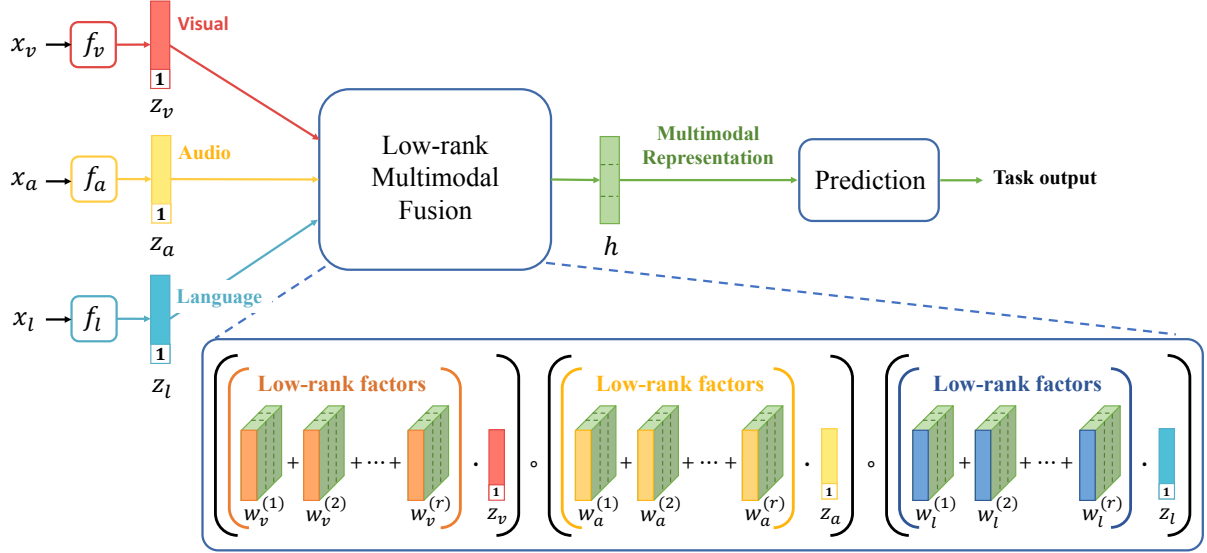 x_v
f_v
Visual
1
z_v
x_a
f_a
Audio
1
z_a
x_l
f_l
Language
1
z_l
Low-rank
Multimodal
Fusion
h
Multimodal
Representation
Prediction
Task output
Low-rank factors
+ + ⋯ + ·
1
w_v^(1) w_v^(2) w_v^(r) z_v
∘
Low-rank factors
+ + ⋯ + ·
1
w_a^(1) w_a^(2) w_a^(r) z_a
∘
Low-rank factors
+ + ⋯ + ·
1
w_l^(1) w_l^(2) w_l^(r) z_l